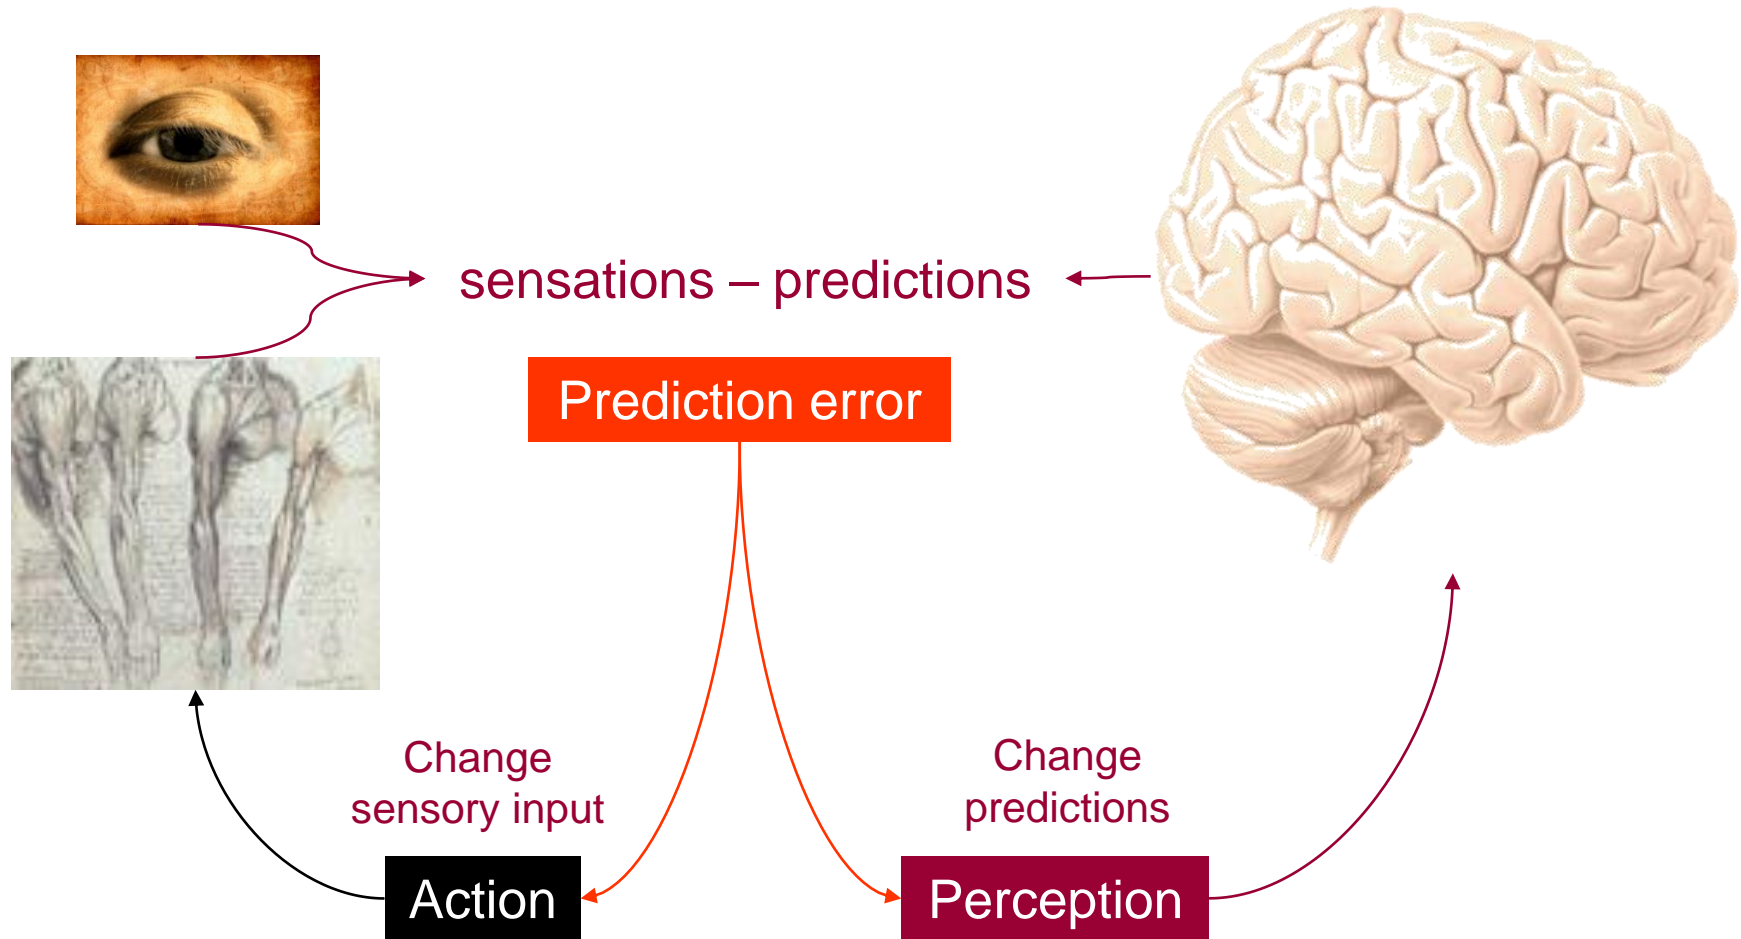 sensations – predictions
Prediction error
Change
sensory input
Change
predictions
Action
Perception